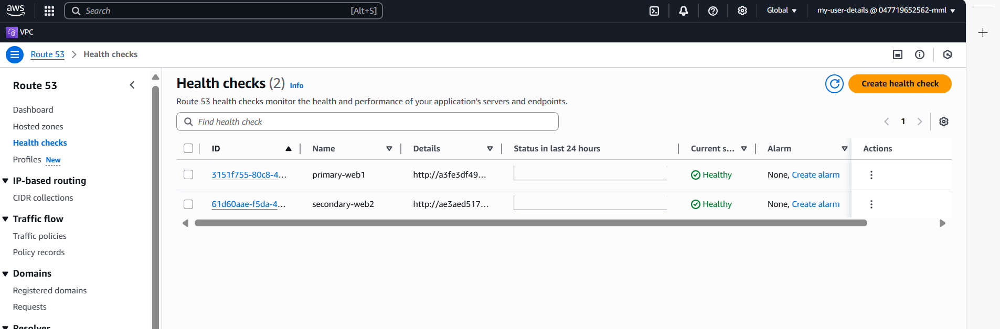 aws
Search [Alt+S]
Global
my-user-details @ 047719652562-mml
VPC
Route 53 Health checks
Route 53
Dashboard
Hosted zones
Health checks
Profiles New
IP-based routing
CIDR collections
Traffic flow
Traffic policies
Policy records
Domains
Registered domains
Requests
Resolver
Health checks (2) Info
Create health check
Route 53 health checks monitor the health and performance of your application's servers and endpoints.
Find health check
1
ID Name Details Status in last 24 hours Current s... Alarm Actions
3151f755-80c8-4... primary-web1 http://a3fe3df49... Healthy None, Create alarm
61d60aae-f5da-4... secondary-web2 http://ae3aed517... Healthy None, Create alarm